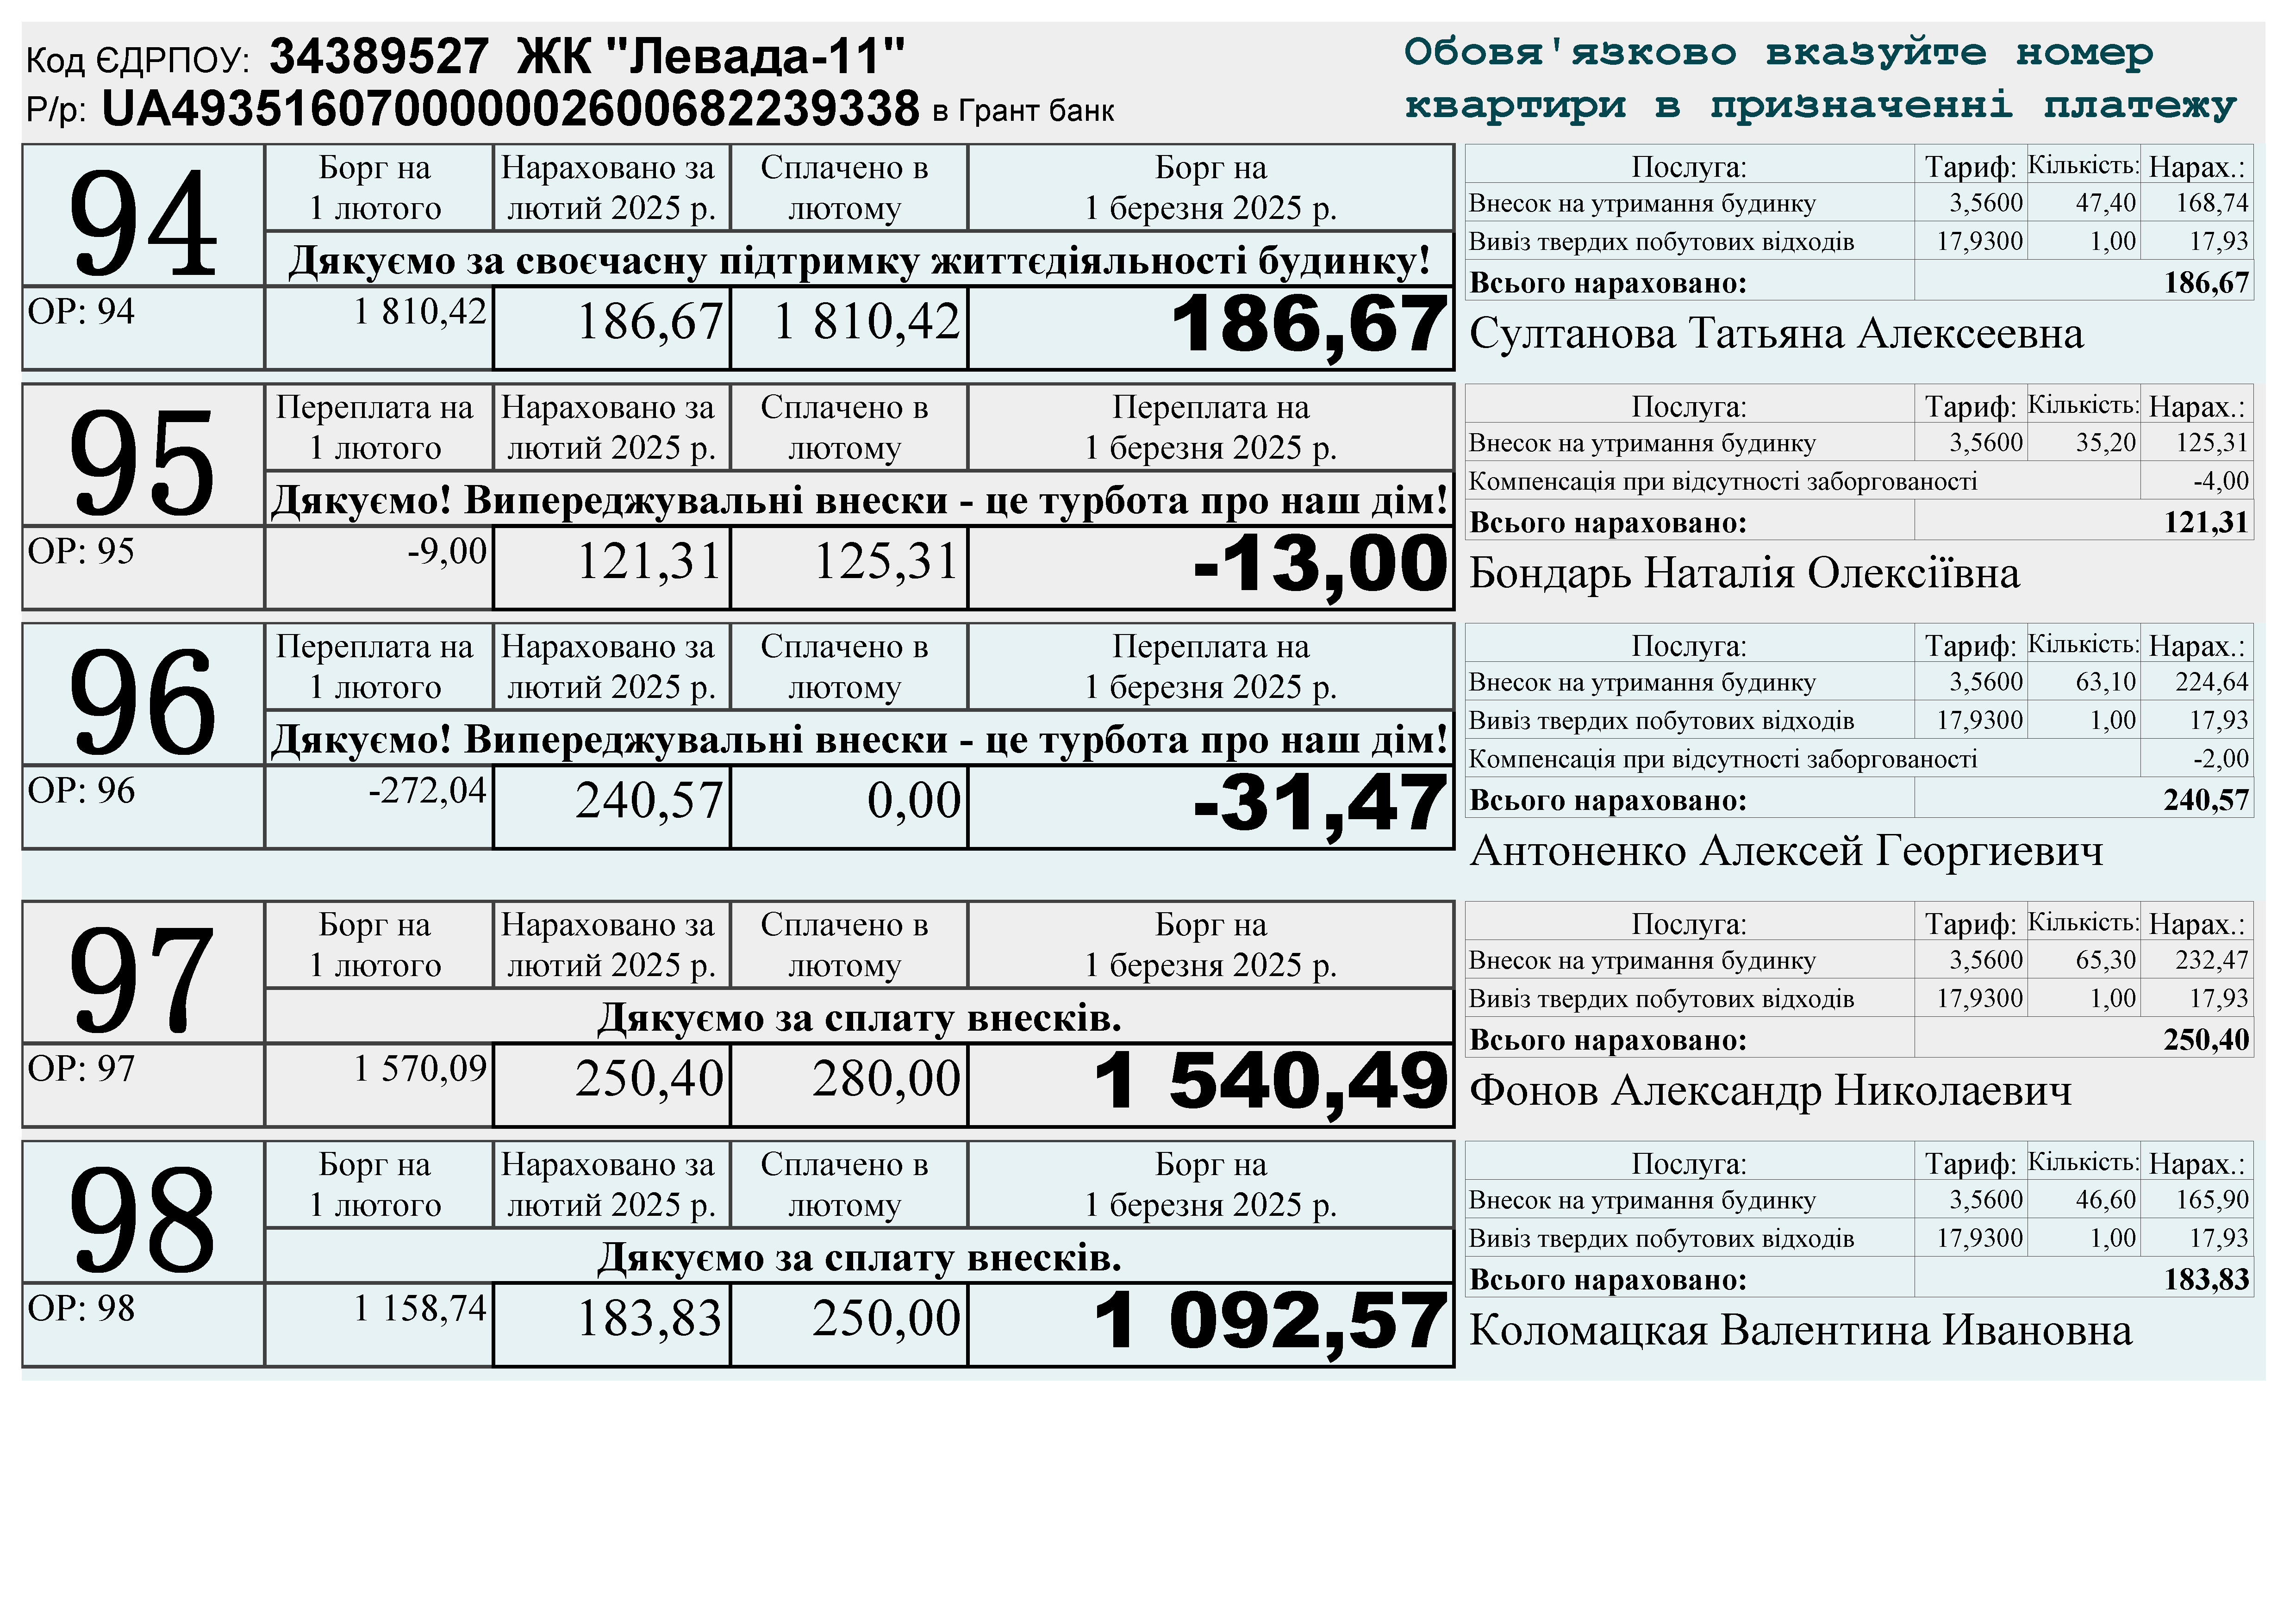 Код ЄДРПОУ: 34389527 ЖК "Левада-11"
Р/р: UA493516070000002600682239338 в Грант банк
Обовя'язково вказуйте номер
квартири в призначенні платежу
94
Борг на
1 лютого
Нараховано за
лютий 2025 р.
Сплачено в
лютому
Борг на
1 березня 2025 р.
Дякуємо за своєчасну підтримку життєдіяльності будинку!
ОР: 94 1 810,42 186,67 1 810,42 186,67
Послуга: Тариф: Кількість: Нарах.:
Внесок на утримання будинку 3,5600 47,40 168,74
Вивіз твердих побутових відходів 17,9300 1,00 17,93
Всього нараховано: 186,67
Султанова Татьяна Алексеевна
95
Переплата на
1 лютого
Нараховано за
лютий 2025 р.
Сплачено в
лютому
Переплата на
1 березня 2025 р.
Дякуємо! Випереджувальні внески - це турбота про наш дім!
ОР: 95 -9,00 121,31 125,31 -13,00
Послуга: Тариф: Кількість: Нарах.:
Внесок на утримання будинку 3,5600 35,20 125,31
Компенсація при відсутності заборгованості -4,00
Всього нараховано: 121,31
Бондарь Наталія Олексіївна
96
Переплата на
1 лютого
Нараховано за
лютий 2025 р.
Сплачено в
лютому
Переплата на
1 березня 2025 р.
Дякуємо! Випереджувальні внески - це турбота про наш дім!
ОР: 96 -272,04 240,57 0,00 -31,47
Послуга: Тариф: Кількість: Нарах.:
Внесок на утримання будинку 3,5600 63,10 224,64
Вивіз твердих побутових відходів 17,9300 1,00 17,93
Компенсація при відсутності заборгованості -2,00
Всього нараховано: 240,57
Антоненко Алексей Георгиевич
97
Борг на
1 лютого
Нараховано за
лютий 2025 р.
Сплачено в
лютому
Борг на
1 березня 2025 р.
Дякуємо за сплату внесків.
ОР: 97 1 570,09 250,40 280,00 1 540,49
Послуга: Тариф: Кількість: Нарах.:
Внесок на утримання будинку 3,5600 65,30 232,47
Вивіз твердих побутових відходів 17,9300 1,00 17,93
Всього нараховано: 250,40
Фонов Александр Николаевич
98
Борг на
1 лютого
Нараховано за
лютий 2025 р.
Сплачено в
лютому
Борг на
1 березня 2025 р.
Дякуємо за сплату внесків.
ОР: 98 1 158,74 183,83 250,00 1 092,57
Послуга: Тариф: Кількість: Нарах.:
Внесок на утримання будинку 3,5600 46,60 165,90
Вивіз твердих побутових відходів 17,9300 1,00 17,93
Всього нараховано: 183,83
Коломацкая Валентина Ивановна